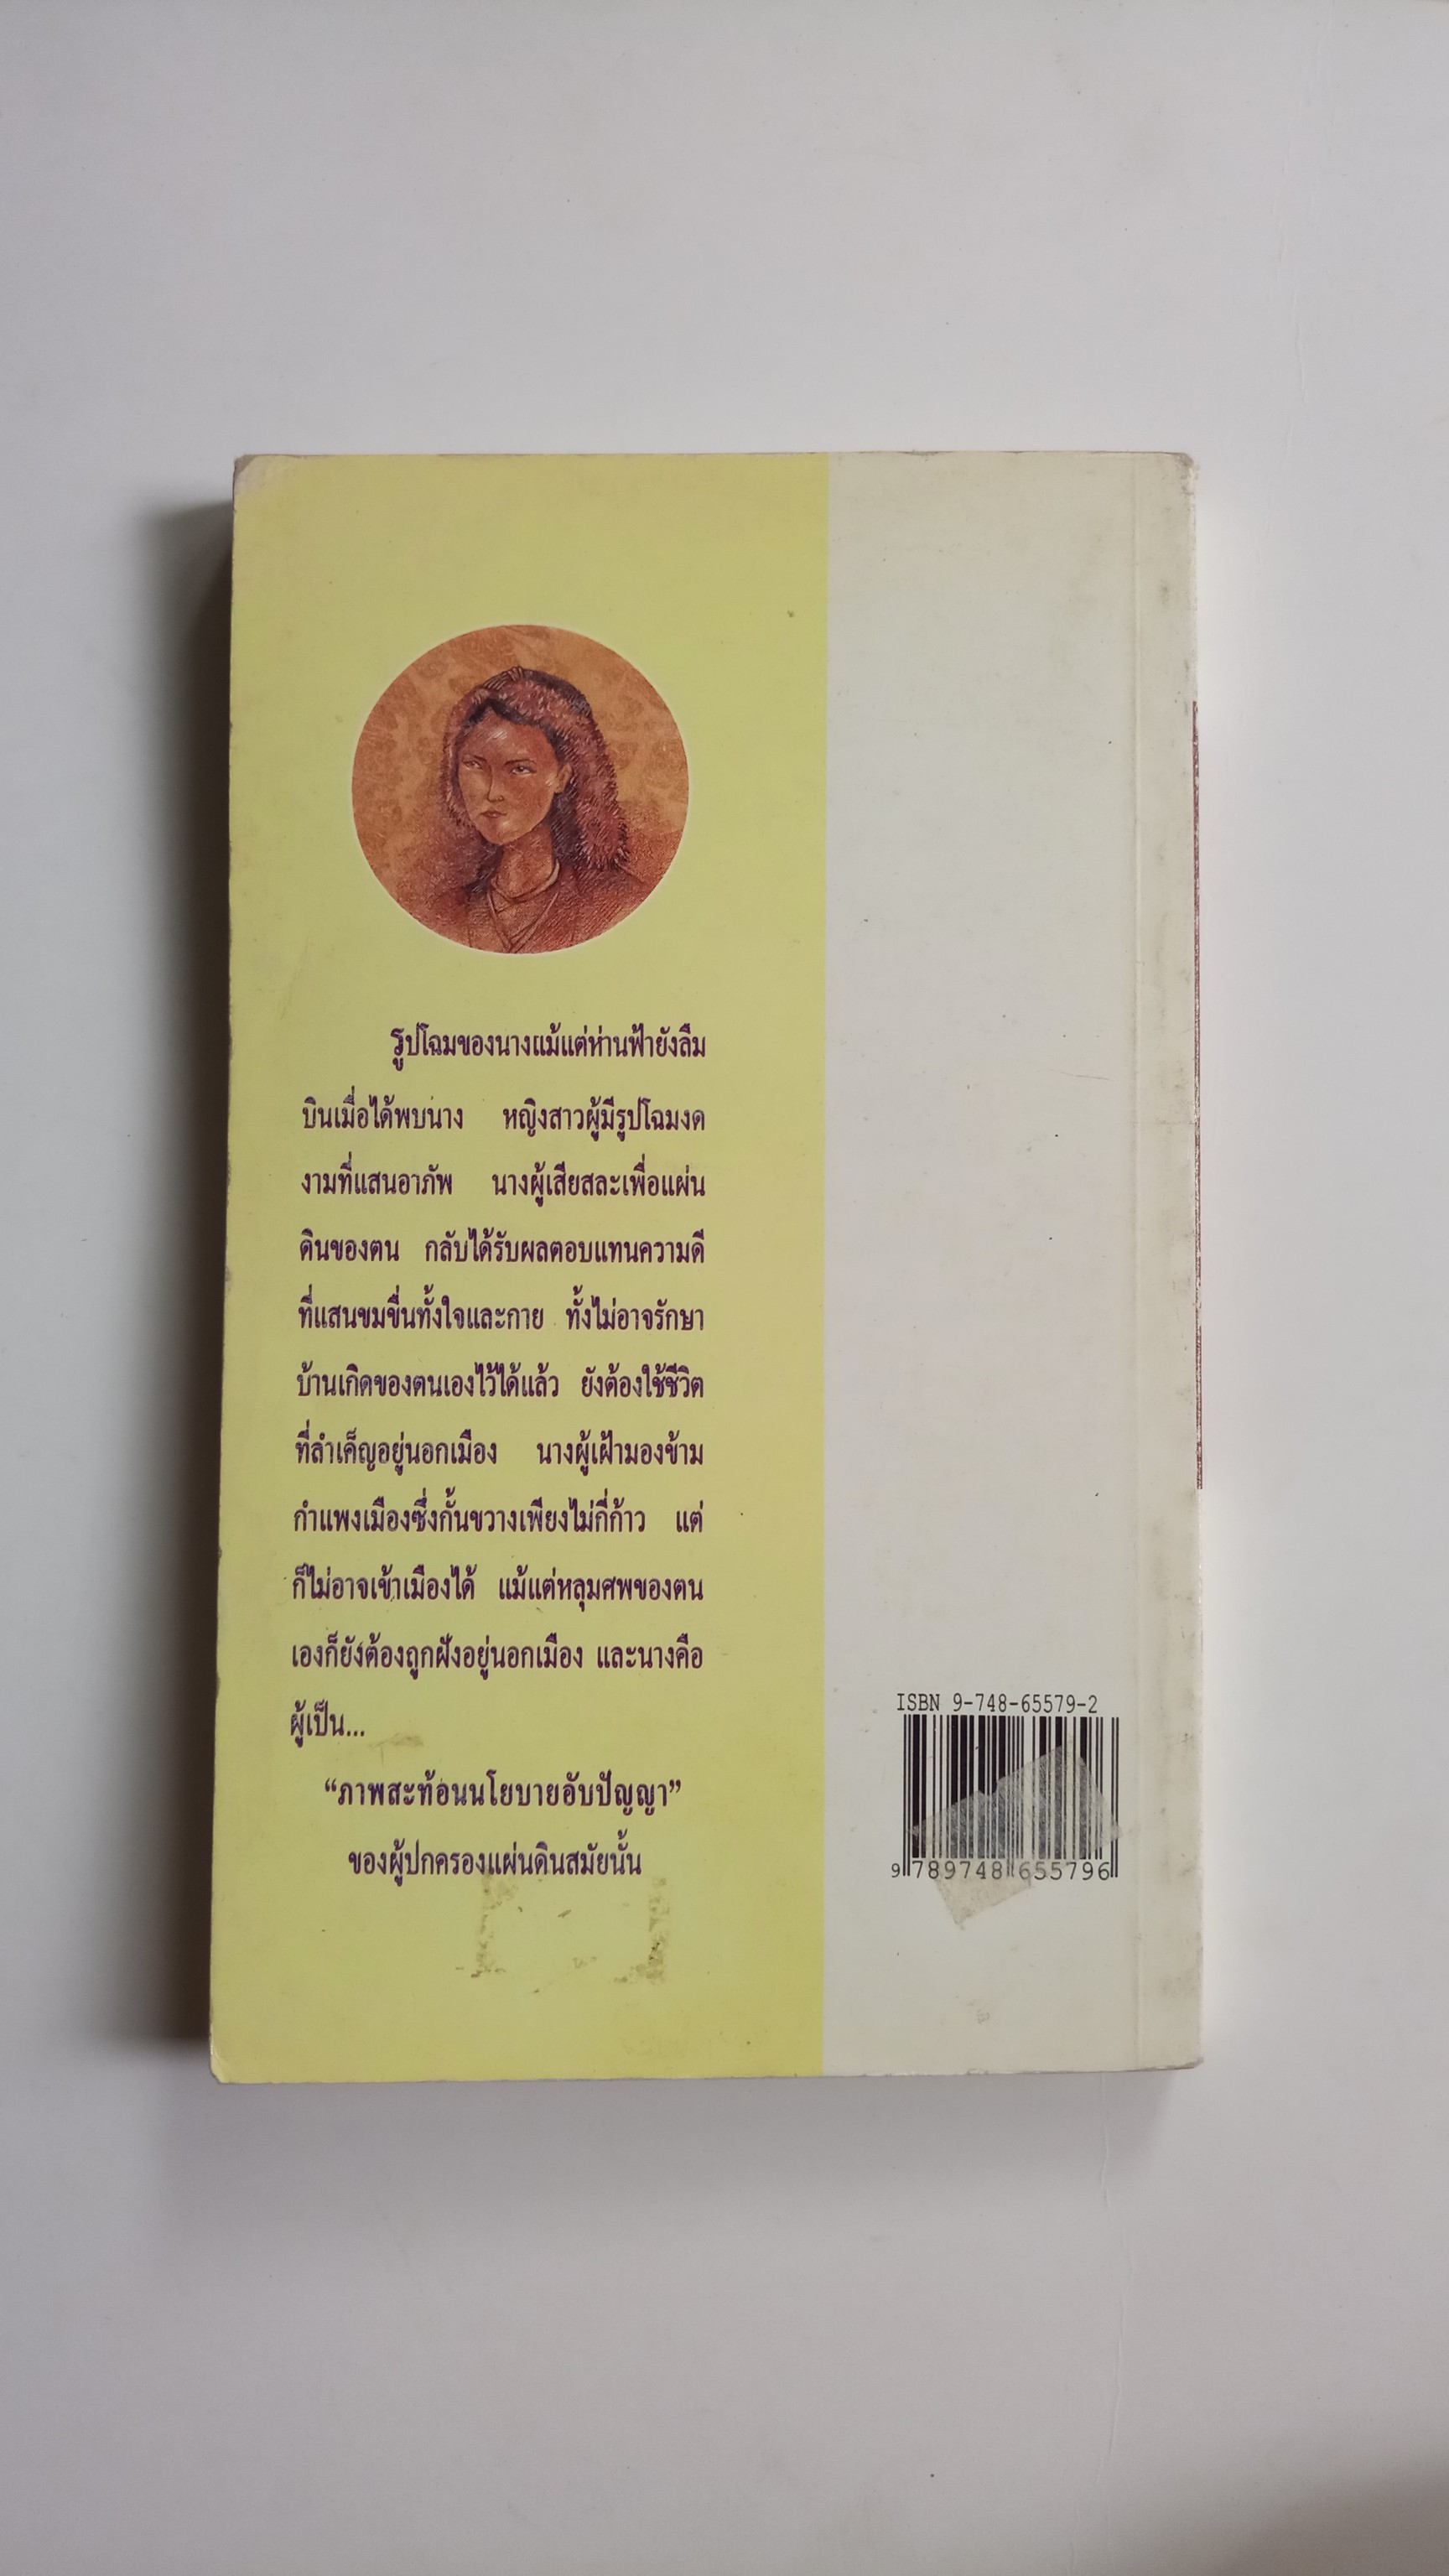 รูปโฉมของนางแม้แต่ห่านฟ้ายังลืม
บินเมื่อได้พบนาง หญิงสาวผู้มีรูปโฉมงด
งามที่แสนอาภัพ นางผู้เสียสละเพื่อแผ่น
ดินของตน กลับได้รับผลตอบแทนความดี
ที่แสนขมขื่นทั้งใจและกาย ทั้งไม่อาจรักษา
บ้านเกิดของตนเองไว้ได้แล้ว ยังต้องใช้ชีวิต
ที่ลำเค็ญอยู่นอกเมือง นางผู้เฝ้ามองข้าม
กำแพงเมืองซึ่งกั้นขวางเพียงไม่กี่ก้าว แต่
ก็ไม่อาจเข้าเมืองได้ แม้แต่หลุมศพของตน
เองก็ยังต้องถูกฝังอยู่นอกเมือง และนางคือ
ผู้เป็น...
“ภาพสะท้อนนโยบายอับปัญญา”
ของผู้ปกครองแผ่นดินสมัยนั้น
ISBN 9-748-65579-2
9 789748 655796